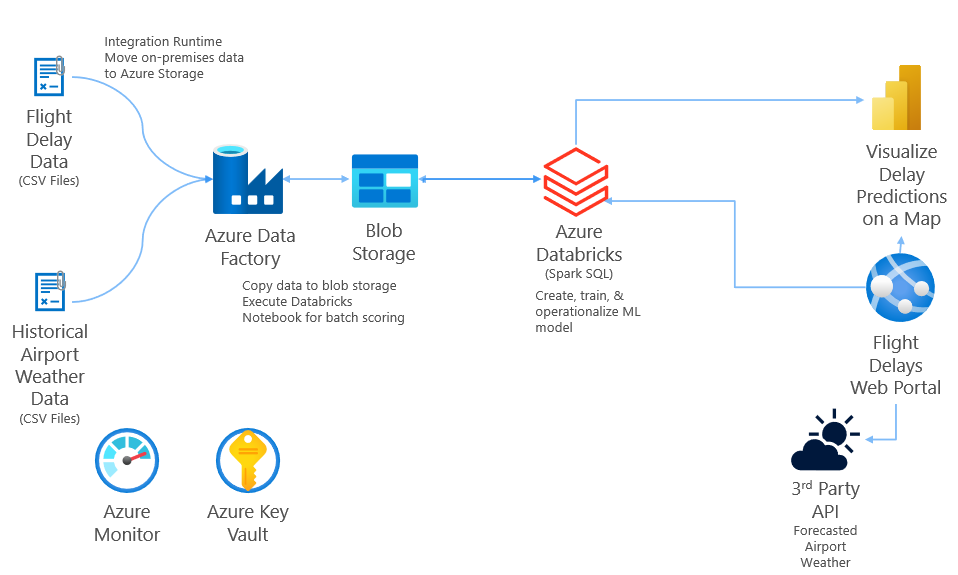 Integration Runtime
Move on-premises data
to Azure Storage
Flight
Delay
Data
(CSV Files)
Historical
Airport
Weather
Data
(CSV Files)
Azure Data
Factory
Copy data to blob storage
Execute Databricks
Notebook for batch scoring
Blob
Storage
Azure
Databricks
(Spark SQL)
Create, train, &
operationalize ML
model
Visualize
Delay
Predictions
on a Map
Flight
Delays
Web Portal
3rd Party
API
Forecasted
Airport
Weather
Azure
Monitor
Azure Key
Vault